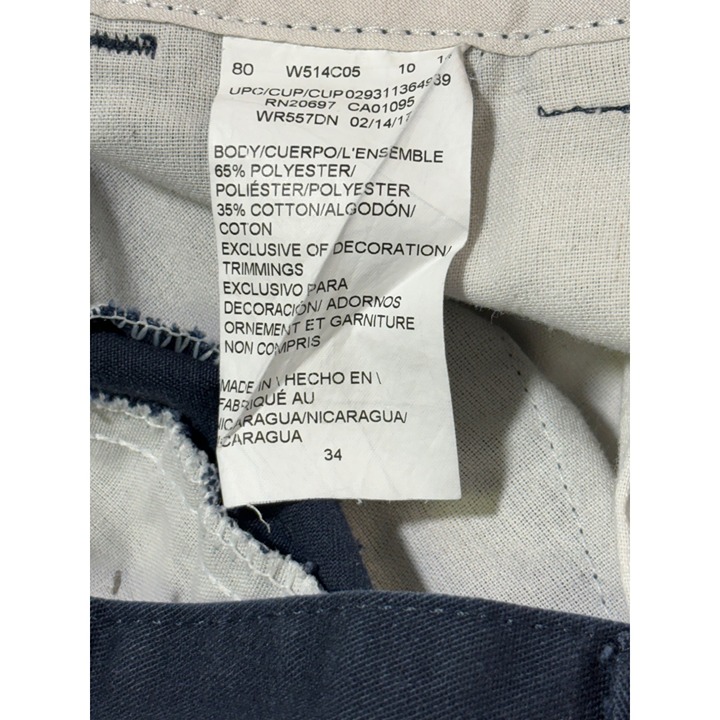 80 W514C05 10
UPC/CUP/CUP029311364939
RN20697 CA01095
WR557DN 02/14/17
BODY/CUERPO/L'ENSEMBLE
65% POLYESTER/
POLIÉSTER/POLYESTER
35% COTTON/ALGODÓN/
COTON
EXCLUSIVE OF DECORATION/
TRIMMINGS
EXCLUSIVO PARA
DECORACIÓN/ ADORNOS
ORNEMENT ET GARNITURE
NON COMPRIS
MADE IN \ HECHO EN \
FABRIQUÉ AU
NICARAGUA/NICARAGUA/
NICARAGUA
34